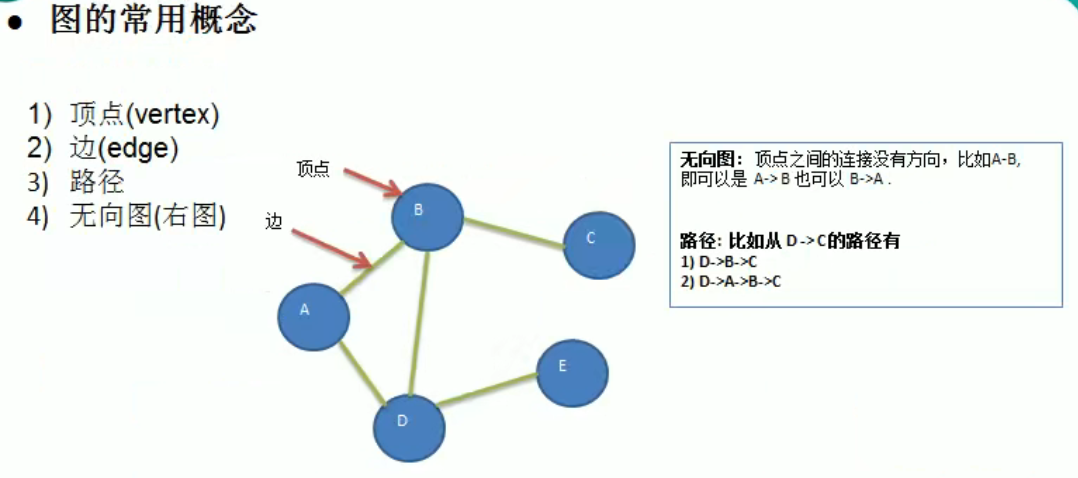 ● 图的常用概念
1) 顶点(vertex)
2) 边(edge)
3) 路径
4) 无向图(右图)
顶点
边
B
C
A
E
D
无向图：顶点之间的连接没有方向，比如A-B,
即可以是 A-> B 也可以 B->A .
路径: 比如从 D->C的路径有
1) D->B->C
2) D->A->B->C